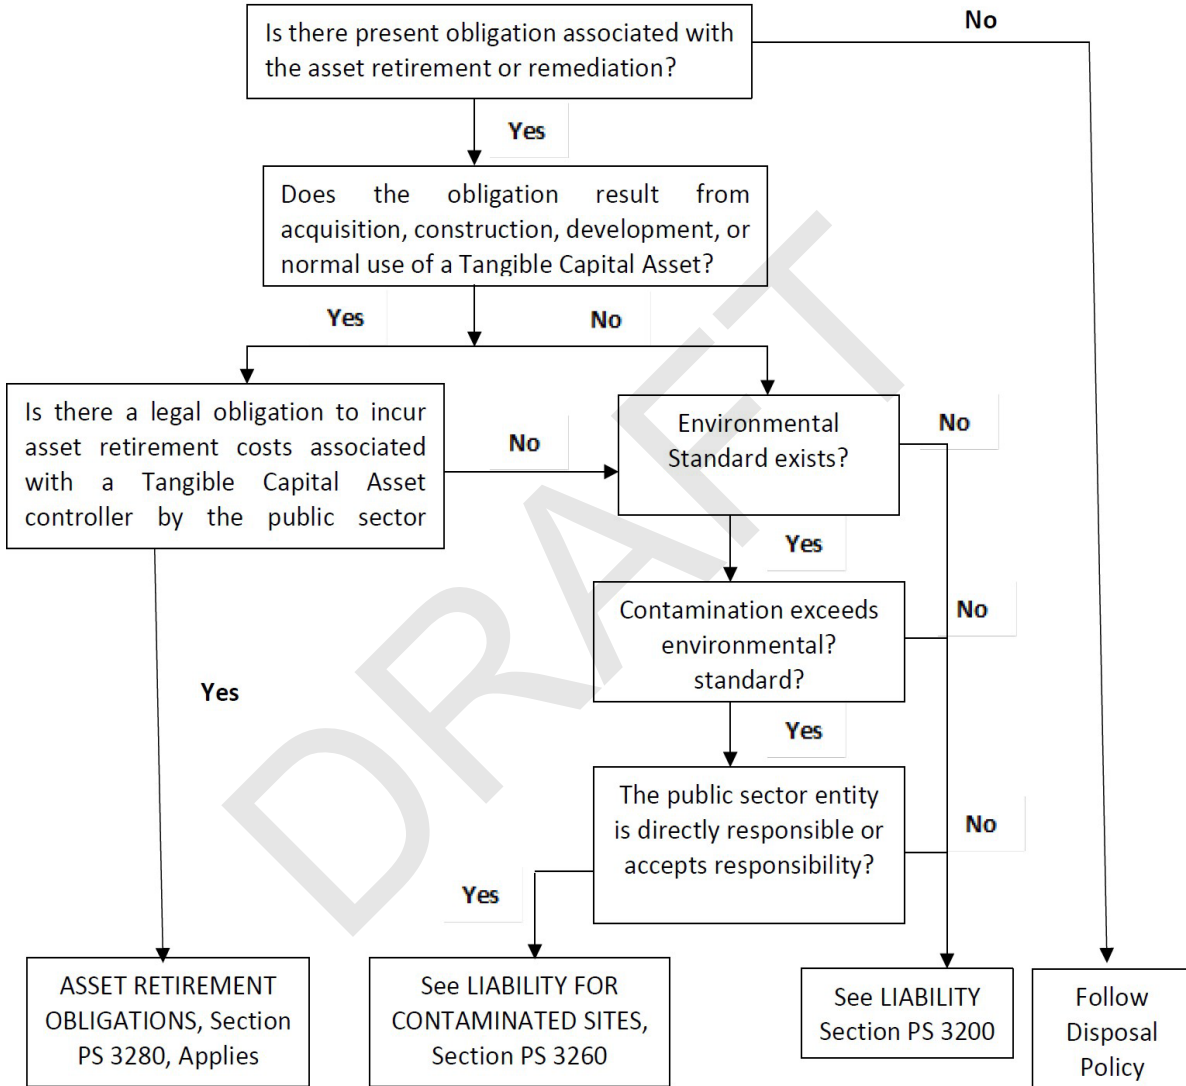 Is there present obligation associated with
the asset retirement or remediation?
No
Yes
Does the obligation result from
acquisition, construction, development, or
normal use of a Tangible Capital Asset?
Yes
No
Is there a legal obligation to incur
asset retirement costs associated
with a Tangible Capital Asset
controller by the public sector
No
Environmental
Standard exists?
No
Yes
Contamination exceeds
environmental?
standard?
No
Yes
Yes
The public sector entity
is directly responsible or
accepts responsibility?
No
Yes
ASSET RETIREMENT
OBLIGATIONS, Section
PS 3280, Applies
See LIABILITY FOR
CONTAMINATED SITES,
Section PS 3260
See LIABILITY
Section PS 3200
Follow
Disposal
Policy
DRAFT